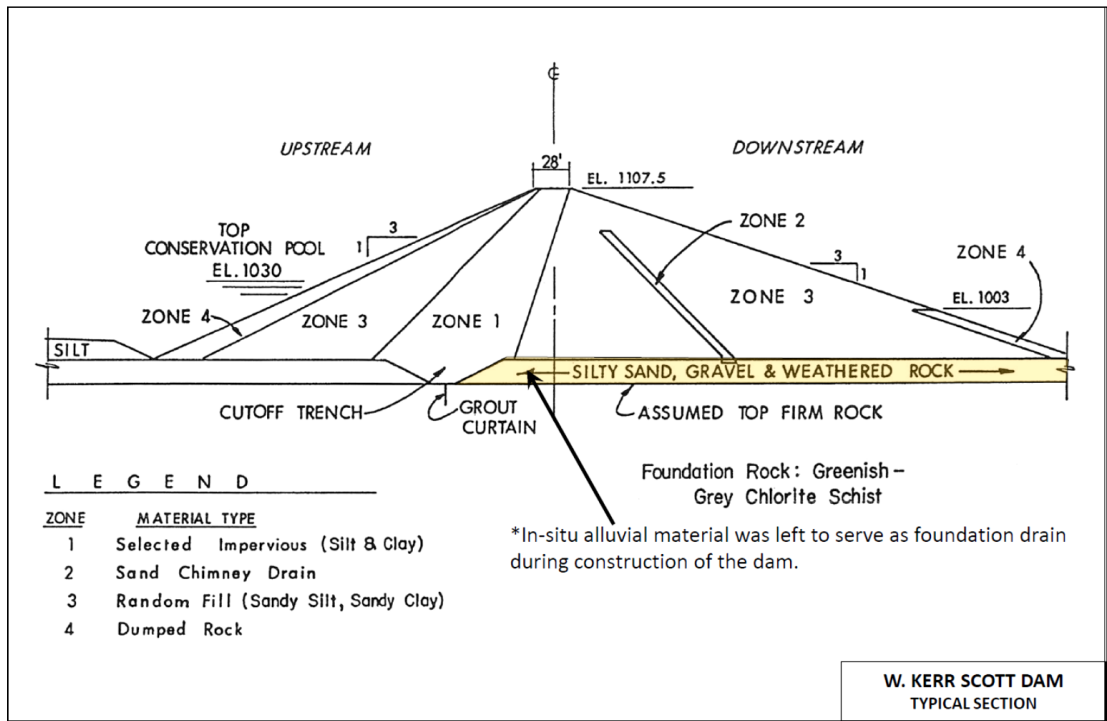 ℄
UPSTREAM
DOWNSTREAM
28'
EL. 1107.5
ZONE 2
3
1
TOP
CONSERVATION POOL
EL.1030
3
1
ZONE 4
EL. 1003
ZONE 4
ZONE 3
ZONE 1
ZONE 3
SILT
SILTY SAND, GRAVEL & WEATHERED ROCK
CUTOFF TRENCH
GROUT
CURTAIN
ASSUMED TOP FIRM ROCK
Foundation Rock: Greenish-
Grey Chlorite Schist
*In-situ alluvial material was left to serve as foundation drain
during construction of the dam.
LEGEND
ZONE MATERIAL TYPE
1 Selected Impervious (Silt & Clay)
2 Sand Chimney Drain
3 Random Fill (Sandy Silt, Sandy Clay)
4 Dumped Rock
W. KERR SCOTT DAM
TYPICAL SECTION